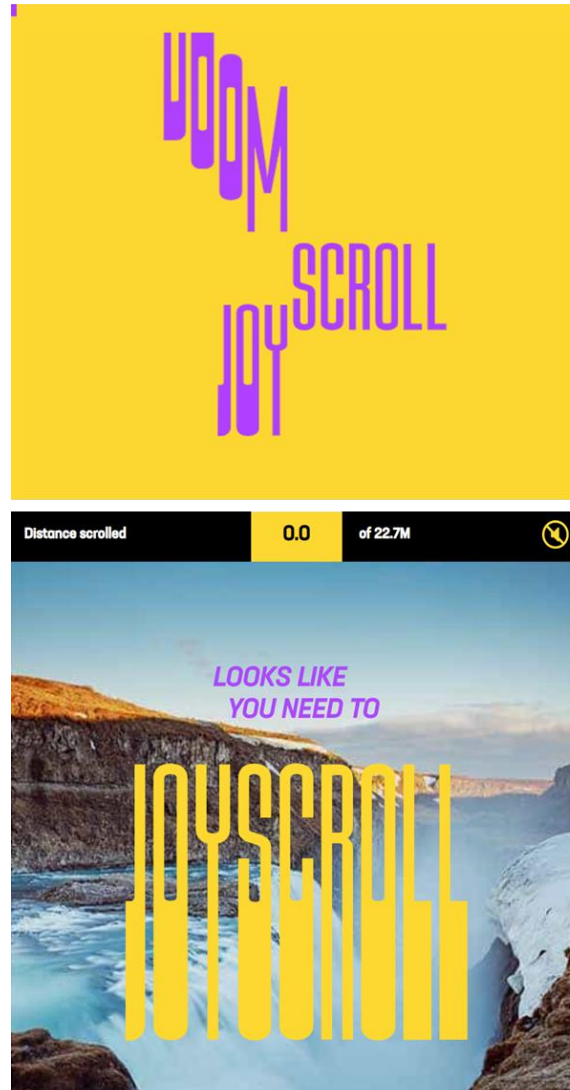 DOOM
SCROLL
JOY
Distance scrolled 0.0 of 22.7M
LOOKS LIKE
YOU NEED TO
JOYSCROLL